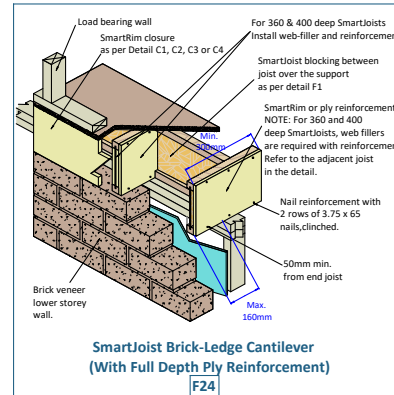 Load bearing wall
SmartRim closure
as per Detail C1, C2, C3 or C4
For 360 & 400 deep SmartJoists
Install web-filler and reinforcemen
SmartJoist blocking between
joist over the support
as per detail F1
SmartRim or ply reinforcement
NOTE: For 360 and 400
deep SmartJoists, web fillers
are required with reinforceme
Refer to the adjacent joist
in the detail.
Min.
300mm
Nail reinforcement with
2 rows of 3.75 x 65
nails,clinched.
50mm min.
from end joist
Max.
160mm
Brick veneer
lower storey
wall.
SmartJoist Brick-Ledge Cantilever
(With Full Depth Ply Reinforcement)
F24